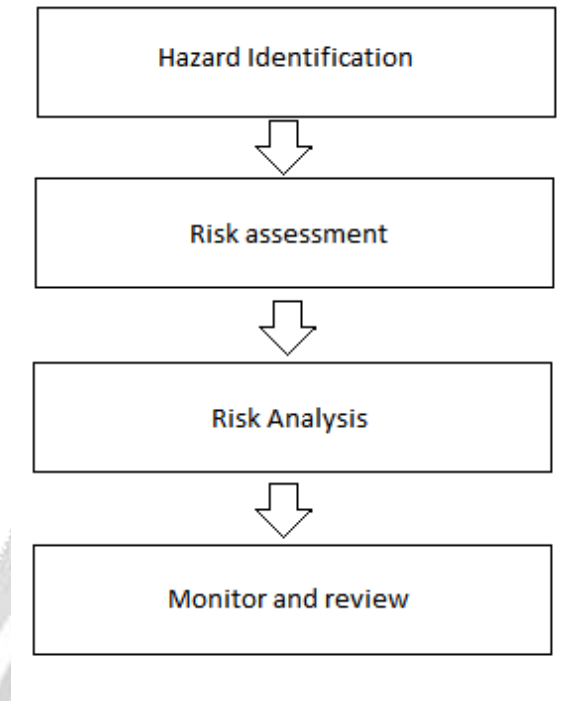 Hazard Identification
Risk assessment
Risk Analysis
Monitor and review